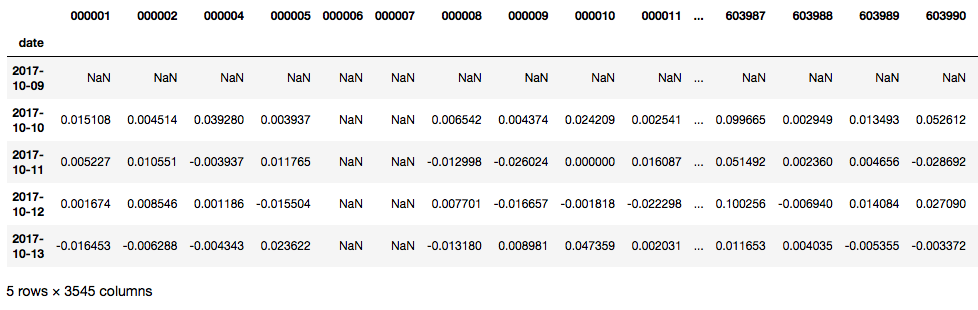 000001 000002 000004 000005 000006 000007 000008 000009 000010 000011 ... 603987 603988 603989 603990
date
2017-
10-09 NaN NaN NaN NaN NaN NaN NaN NaN NaN NaN ... NaN NaN NaN NaN
2017-
10-10 0.015108 0.004514 0.039280 0.003937 NaN NaN 0.006542 0.004374 0.024209 0.002541 ... 0.099665 0.002949 0.013493 0.052612
2017-
10-11 0.005227 0.010551 -0.003937 0.011765 NaN NaN -0.012998 -0.026024 0.000000 0.016087 ... 0.051492 0.002360 0.004656 -0.028692
2017-
10-12 0.001674 0.008546 0.001186 -0.015504 NaN NaN 0.007701 -0.016657 -0.001818 -0.022298 ... 0.100256 -0.006940 0.014084 0.027090
2017-
10-13 -0.016453 -0.006288 -0.004343 0.023622 NaN NaN -0.013180 0.008981 0.047359 0.002031 ... 0.011653 0.004035 -0.005355 -0.003372
5 rows × 3545 columns